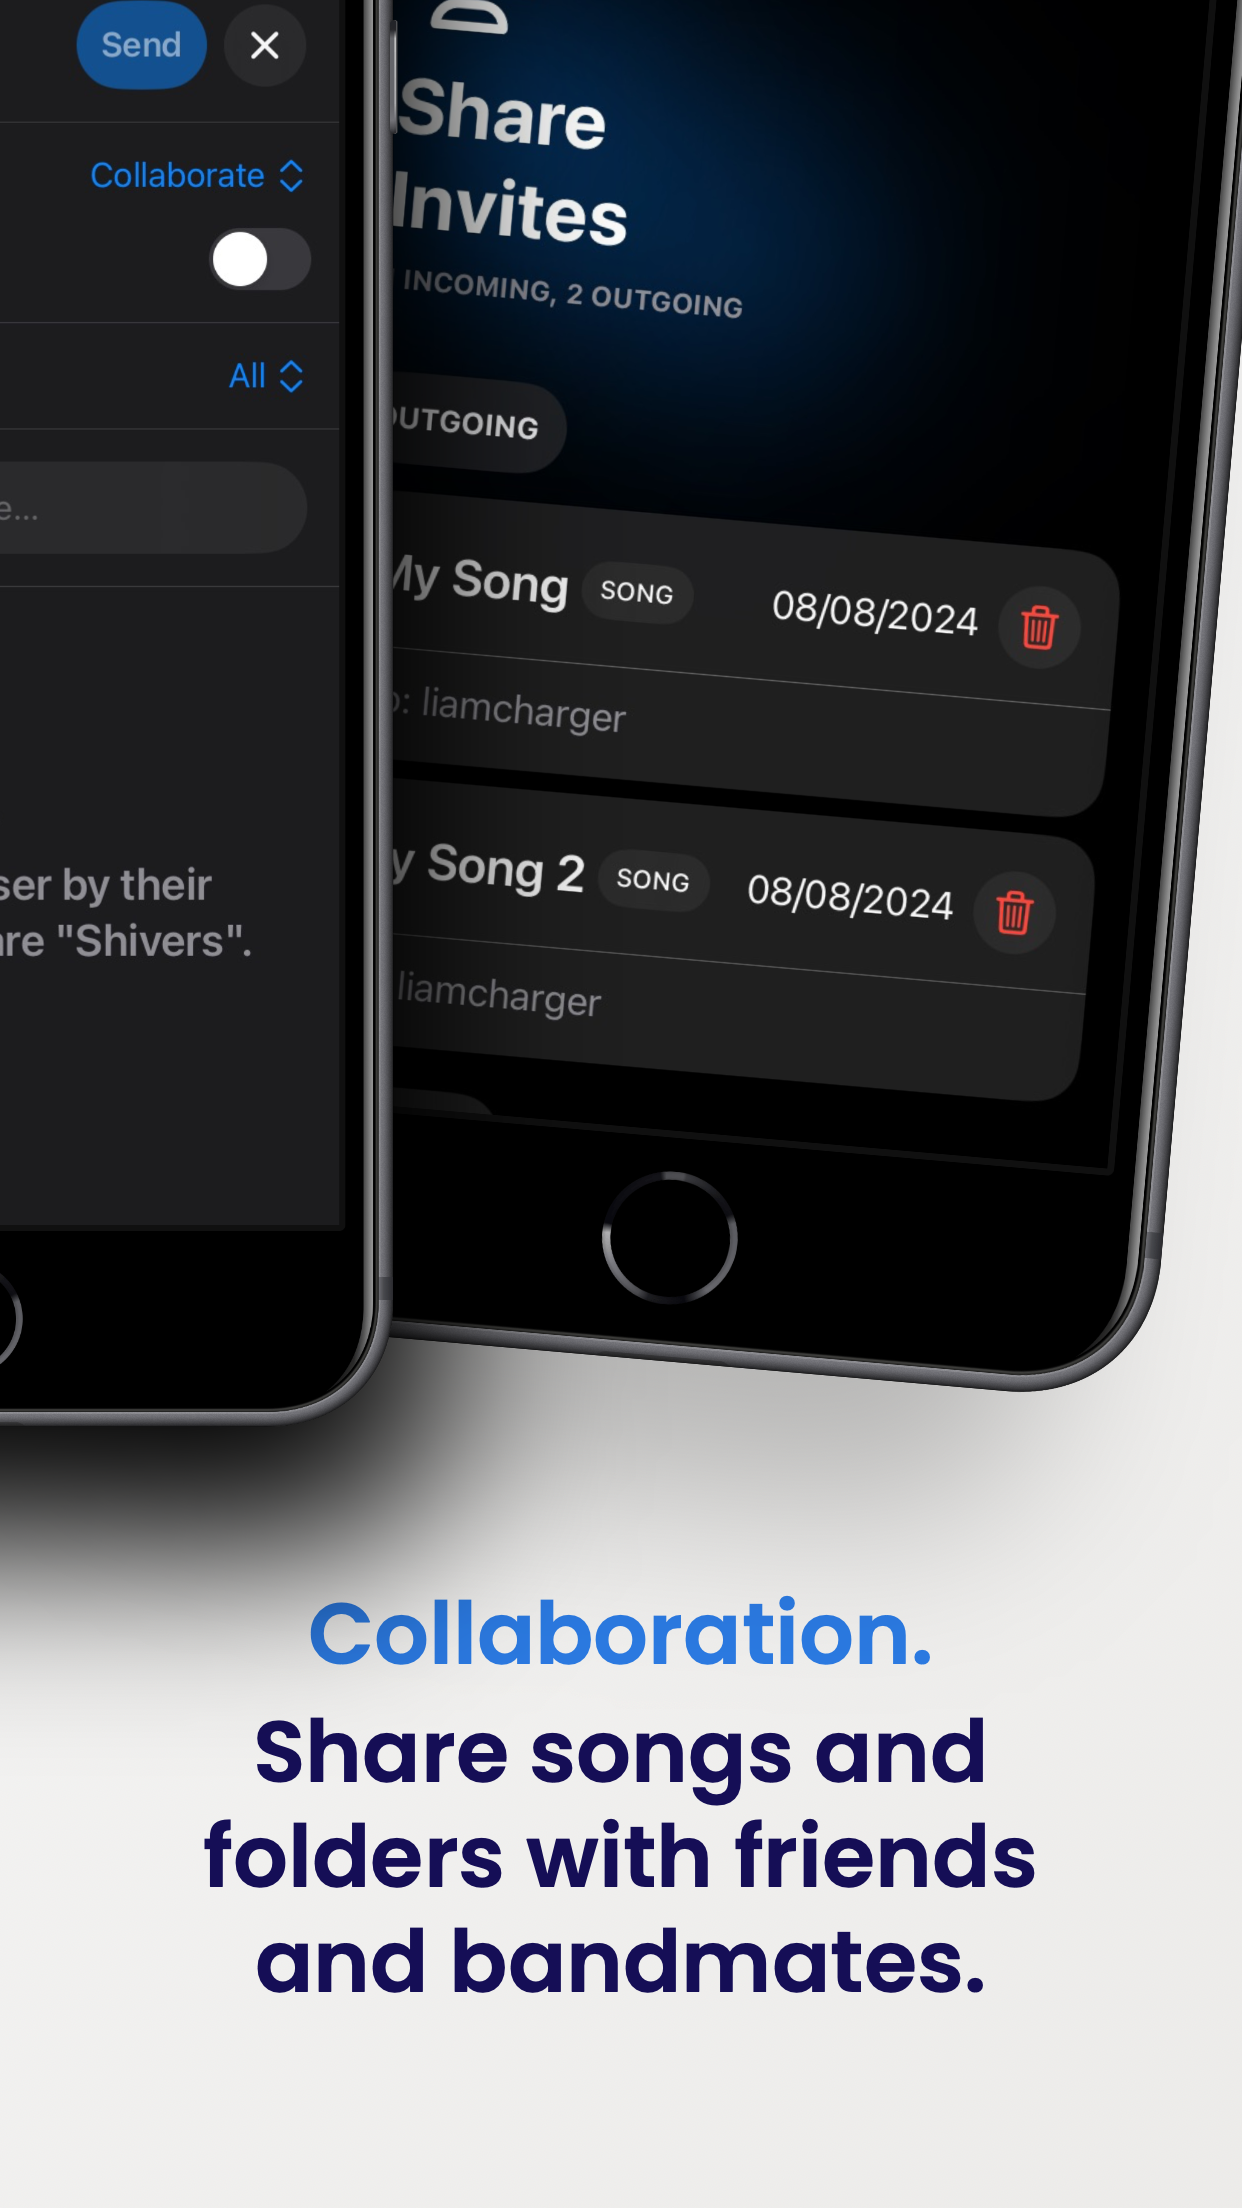 Send
Collaborate
All
e...
ser by their
re "Shivers".
Share
Invites
INCOMING, 2 OUTGOING
OUTGOING
My Song SONG 08/08/2024
o: liamcharger
y Song 2 SONG 08/08/2024
liamcharger
Collaboration.
Share songs and
folders with friends
and bandmates.